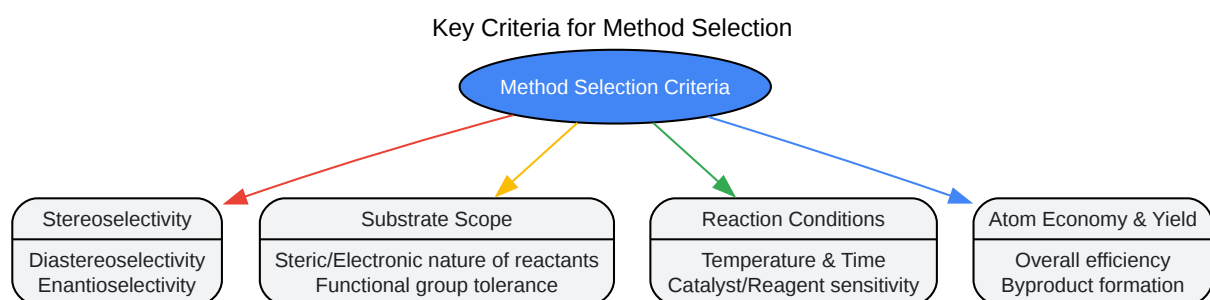 Key Criteria for Method Selection
Method Selection Criteria
Stereoselectivity
Diastereoselectivity
Enantioselectivity
Substrate Scope
Steric/Electronic nature of reactants
Functional group tolerance
Reaction Conditions
Temperature & Time
Catalyst/Reagent sensitivity
Atom Economy & Yield
Overall efficiency
Byproduct formation